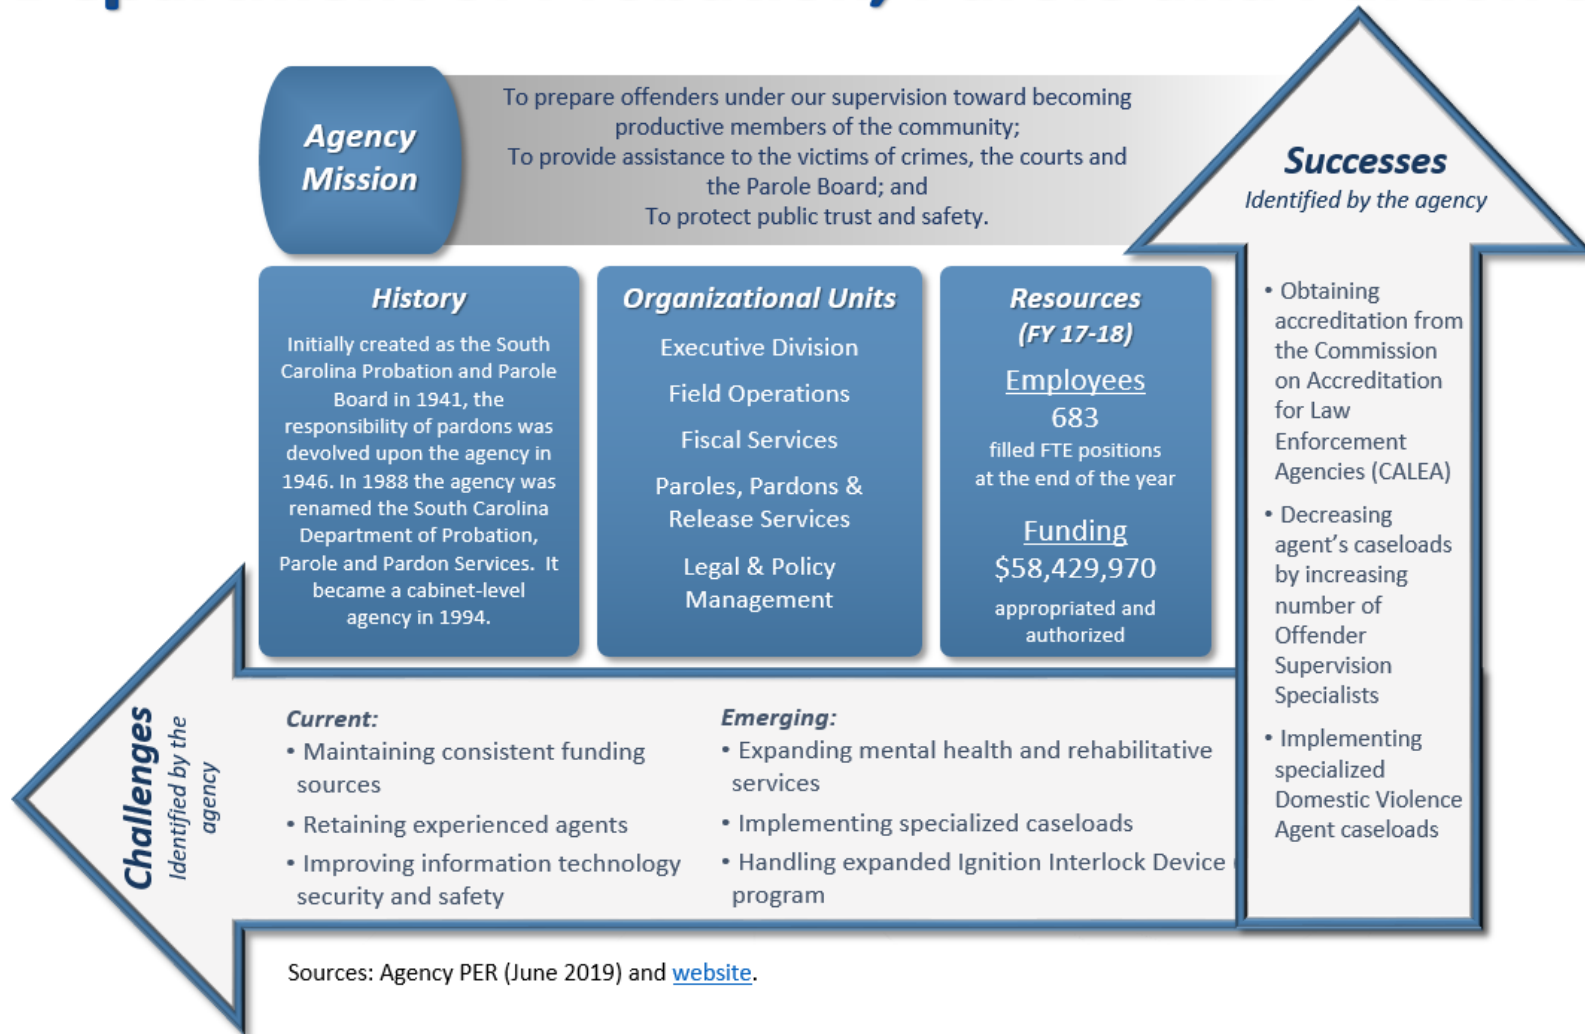 Agency
Mission
To prepare offenders under our supervision toward becoming
productive members of the community;
To provide assistance to the victims of crimes, the courts and
the Parole Board; and
To protect public trust and safety.
Successes
Identified by the agency
• Obtaining
accreditation from
the Commission
on Accreditation
for Law
Enforcement
Agencies (CALEA)
• Decreasing
agent's caseloads
by increasing
number of
Offender
Supervision
Specialists
• Implementing
specialized
Domestic Violence
Agent caseloads
History
Initially created as the South
Carolina Probation and Parole
Board in 1941, the
responsibility of pardons was
devolved upon the agency in
1946. In 1988 the agency was
renamed the South Carolina
Department of Probation,
Parole and Pardon Services.  It
became a cabinet-level
agency in 1994.
Organizational Units
Executive Division
Field Operations
Fiscal Services
Paroles, Pardons &
Release Services
Legal & Policy
Management
Resources
(FY 17-18)
Employees
683
filled FTE positions
at the end of the year
Funding
$58,429,970
appropriated and
authorized
Challenges
Identified by the
agency
Current:
• Maintaining consistent funding
sources
• Retaining experienced agents
• Improving information technology
security and safety
Emerging:
• Expanding mental health and rehabilitative
services
• Implementing specialized caseloads
• Handling expanded Ignition Interlock Device
program
Sources: Agency PER (June 2019) and website.